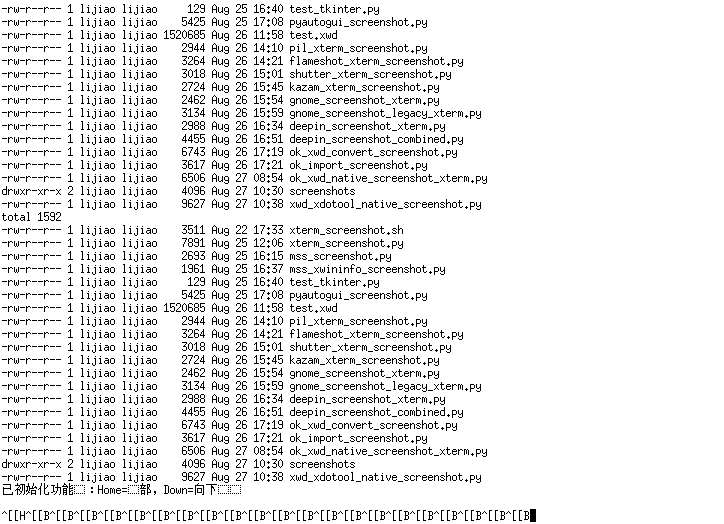 -rw-r--r-- 1 lijiao lijiao     129 Aug 25 16:40 test_tkinter.py
-rw-r--r-- 1 lijiao lijiao    5425 Aug 25 17:08 pyautogui_screenshot.py
-rw-r--r-- 1 lijiao lijiao 1520685 Aug 26 11:58 test.xwd
-rw-r--r-- 1 lijiao lijiao    2944 Aug 26 14:10 pil_xterm_screenshot.py
-rw-r--r-- 1 lijiao lijiao    3264 Aug 26 14:21 flameshot_xterm_screenshot.py
-rw-r--r-- 1 lijiao lijiao    3018 Aug 26 15:01 shutter_xterm_screenshot.py
-rw-r--r-- 1 lijiao lijiao    2724 Aug 26 15:45 kazam_xterm_screenshot.py
-rw-r--r-- 1 lijiao lijiao    2462 Aug 26 15:54 gnome_screenshot_xterm.py
-rw-r--r-- 1 lijiao lijiao    3134 Aug 26 15:59 gnome_screenshot_legacy_xterm.py
-rw-r--r-- 1 lijiao lijiao    2988 Aug 26 16:34 deepin_screenshot_xterm.py
-rw-r--r-- 1 lijiao lijiao    4455 Aug 26 16:51 deepin_screenshot_combined.py
-rw-r--r-- 1 lijiao lijiao    6743 Aug 26 17:19 ok_xwd_convert_screenshot.py
-rw-r--r-- 1 lijiao lijiao    3617 Aug 26 17:21 ok_import_screenshot.py
-rw-r--r-- 1 lijiao lijiao    6506 Aug 27 08:54 ok_xwd_native_screenshot_xterm.py
drwxr-xr-x 2 lijiao lijiao    4096 Aug 27 10:30 screenshots
-rw-r--r-- 1 lijiao lijiao    9627 Aug 27 10:38 xwd_xdotool_native_screenshot.py
total 1592
-rw-r--r-- 1 lijiao lijiao    3511 Aug 22 17:33 xterm_screenshot.sh
-rw-r--r-- 1 lijiao lijiao    7891 Aug 25 12:06 xterm_screenshot.py
-rw-r--r-- 1 lijiao lijiao    2693 Aug 25 16:15 mss_screenshot.py
-rw-r--r-- 1 lijiao lijiao    1961 Aug 25 16:37 mss_xwininfo_screenshot.py
-rw-r--r-- 1 lijiao lijiao     129 Aug 25 16:40 test_tkinter.py
-rw-r--r-- 1 lijiao lijiao    5425 Aug 25 17:08 pyautogui_screenshot.py
-rw-r--r-- 1 lijiao lijiao 1520685 Aug 26 11:58 test.xwd
-rw-r--r-- 1 lijiao lijiao    2944 Aug 26 14:10 pil_xterm_screenshot.py
-rw-r--r-- 1 lijiao lijiao    3264 Aug 26 14:21 flameshot_xterm_screenshot.py
-rw-r--r-- 1 lijiao lijiao    3018 Aug 26 15:01 shutter_xterm_screenshot.py
-rw-r--r-- 1 lijiao lijiao    2724 Aug 26 15:45 kazam_xterm_screenshot.py
-rw-r--r-- 1 lijiao lijiao    2462 Aug 26 15:54 gnome_screenshot_xterm.py
-rw-r--r-- 1 lijiao lijiao    3134 Aug 26 15:59 gnome_screenshot_legacy_xterm.py
-rw-r--r-- 1 lijiao lijiao    2988 Aug 26 16:34 deepin_screenshot_xterm.py
-rw-r--r-- 1 lijiao lijiao    4455 Aug 26 16:51 deepin_screenshot_combined.py
-rw-r--r-- 1 lijiao lijiao    6743 Aug 26 17:19 ok_xwd_convert_screenshot.py
-rw-r--r-- 1 lijiao lijiao    3617 Aug 26 17:21 ok_import_screenshot.py
-rw-r--r-- 1 lijiao lijiao    6506 Aug 27 08:54 ok_xwd_native_screenshot_xterm.py
drwxr-xr-x 2 lijiao lijiao    4096 Aug 27 10:30 screenshots
-rw-r--r-- 1 lijiao lijiao    9627 Aug 27 10:38 xwd_xdotool_native_screenshot.py
已初始化功能：Home=部，Down=向下
^[[H^[[B^[[B^[[B^[[B^[[B^[[B^[[B^[[B^[[B^[[B^[[B^[[B^[[B^[[B^[[B^[[B^[[B^[[B^[[B^[[B